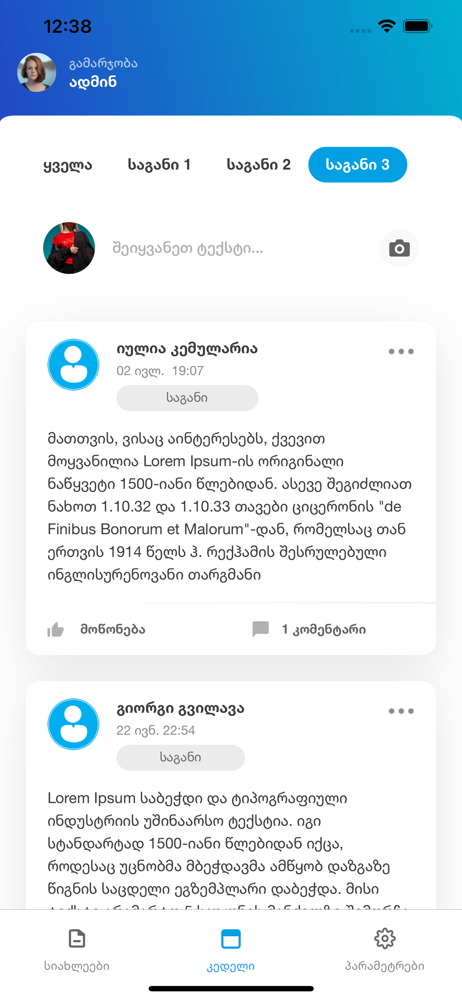 12:38
გამარჯობა
ადმინ
ყველა
საგანი 1
საგანი 2
საგანი 3
შეიყვანეთ ტექსტი...
იულია კემულარია
02 ივლ. 19:07
საგანი
მათთვის, ვისაც აინტერესებს, ქვევით
მოყვანილია Lorem Ipsum-ის ორიგინალი
ნაწყვეტი 1500-იანი წლებიდან. ასევე შეგიძლიათ
ნახოთ 1.10.32 და 1.10.33 თავები ციცერონის "de
Finibus Bonorum et Malorum"-დან, რომელსაც თან
ერთვის 1914 წელს ჰ. რექჰამის შესრულებული
ინგლისურენოვანი თარგმანი
მოწონება
1 კომენტარი
გიორგი გვილავა
22 ივნ. 22:54
საგანი
Lorem Ipsum საბეჭდი და ტიპოგრაფიული
ინდუსტრიის უშინაარსო ტექსტია. იგი
სტანდარტად 1500-იანი წლებიდან იქცა,
როდესაც უცნობმა მბეჭდავმა ამწყობ დაზგაზე
წიგნის საცდელი ეგზემპლარი დაბეჭდა. მისი
სიახლეები
კედელი
პარამეტრები